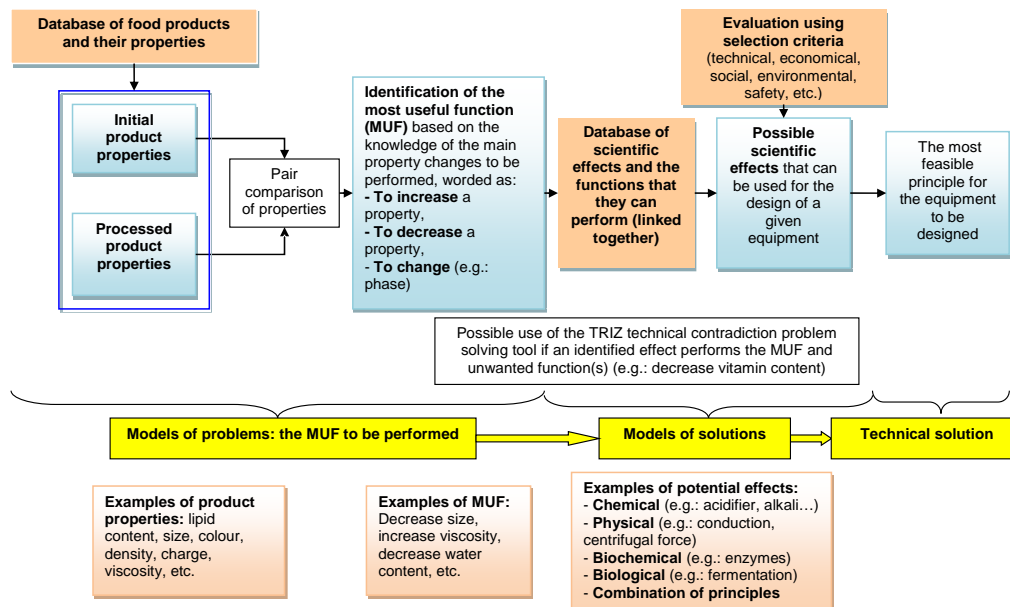 Database of food products
and their properties
Initial
product
properties
Processed
product
properties
Pair
comparison
of properties
Identification of the
most useful function
(MUF) based on the
knowledge of the main
property changes to be
performed, worded as:
- To increase a
property,
- To decrease a
property,
- To change (e.g.:
phase)
Database of
scientific
effects and the
functions that
they can
perform (linked
together)
Evaluation using
selection criteria
(technical, economical,
social, environmental,
safety, etc.)
Possible
scientific
effects that can
be used for the
design of a
given
equipment
The most
feasible
principle for
the equipment
to be
designed
Possible use of the TRIZ technical contradiction problem
solving tool if an identified effect performs the MUF and
unwanted function(s) (e.g.: decrease vitamin content)
Models of problems: the MUF to be performed
Models of solutions
Technical solution
Examples of product
properties: lipid
content, size, colour,
density, charge,
viscosity, etc.
Examples of MUF:
Decrease size,
increase viscosity,
decrease water
content, etc.
Examples of potential effects:
- Chemical (e.g.: acidifier, alkali…)
- Physical (e.g.: conduction,
centrifugal force)
- Biochemical (e.g.: enzymes)
- Biological (e.g.: fermentation)
- Combination of principles